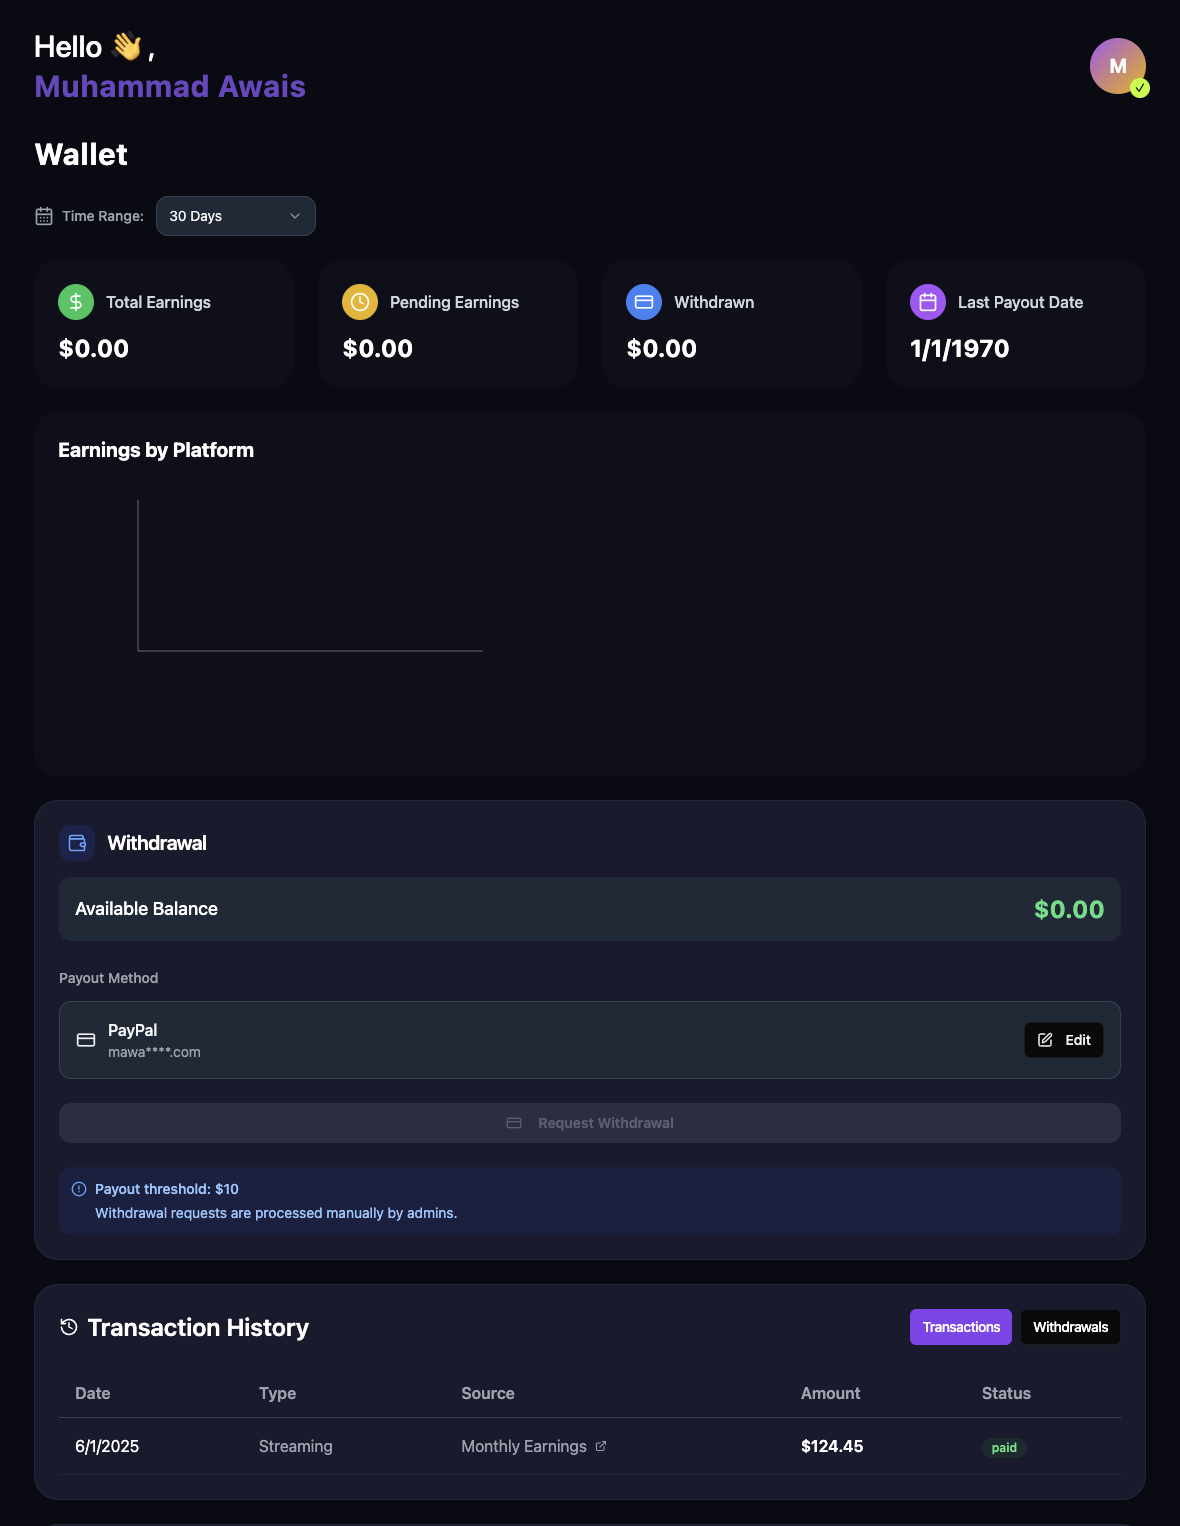 Hello 👋 ,
Muhammad Awais
M
Wallet
Time Range: 30 Days
Total Earnings
$0.00
Pending Earnings
$0.00
Withdrawn
$0.00
Last Payout Date
1/1/1970
Earnings by Platform
Withdrawal
Available Balance $0.00
Payout Method
PayPal
mawa****.com
Edit
Request Withdrawal
Payout threshold: $10
Withdrawal requests are processed manually by admins.
Transaction History
Transactions Withdrawals
Date Type Source Amount Status
6/1/2025 Streaming Monthly Earnings $124.45 paid